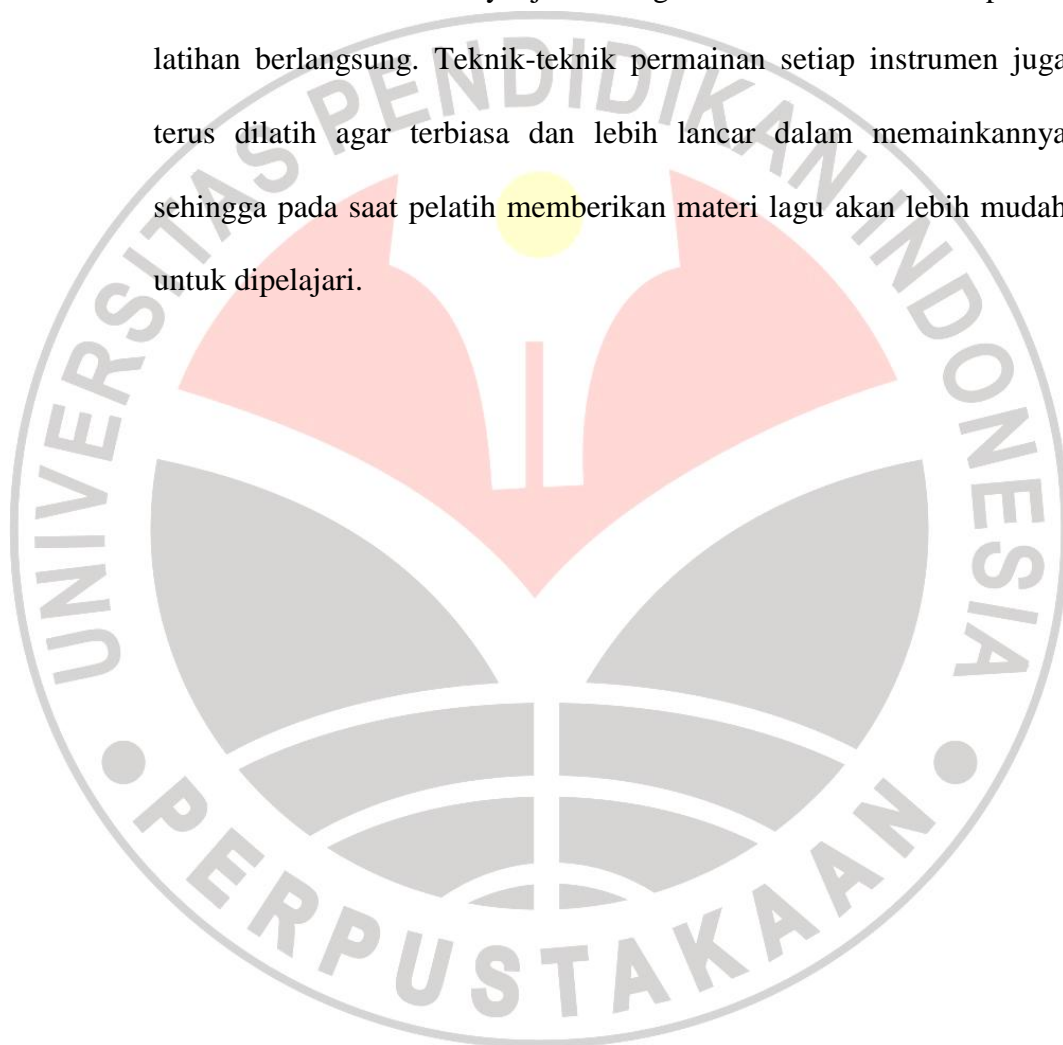 latihan berlangsung. Teknik-teknik permainan setiap instrumen juga
terus dilatih agar terbiasa dan lebih lancar dalam memainkannya
sehingga pada saat pelatih memberikan materi lagu akan lebih mudah
untuk dipelajari.
UNIVERSITAS PENDIDIKAN INDONESIA
PERPUSTAKAAN